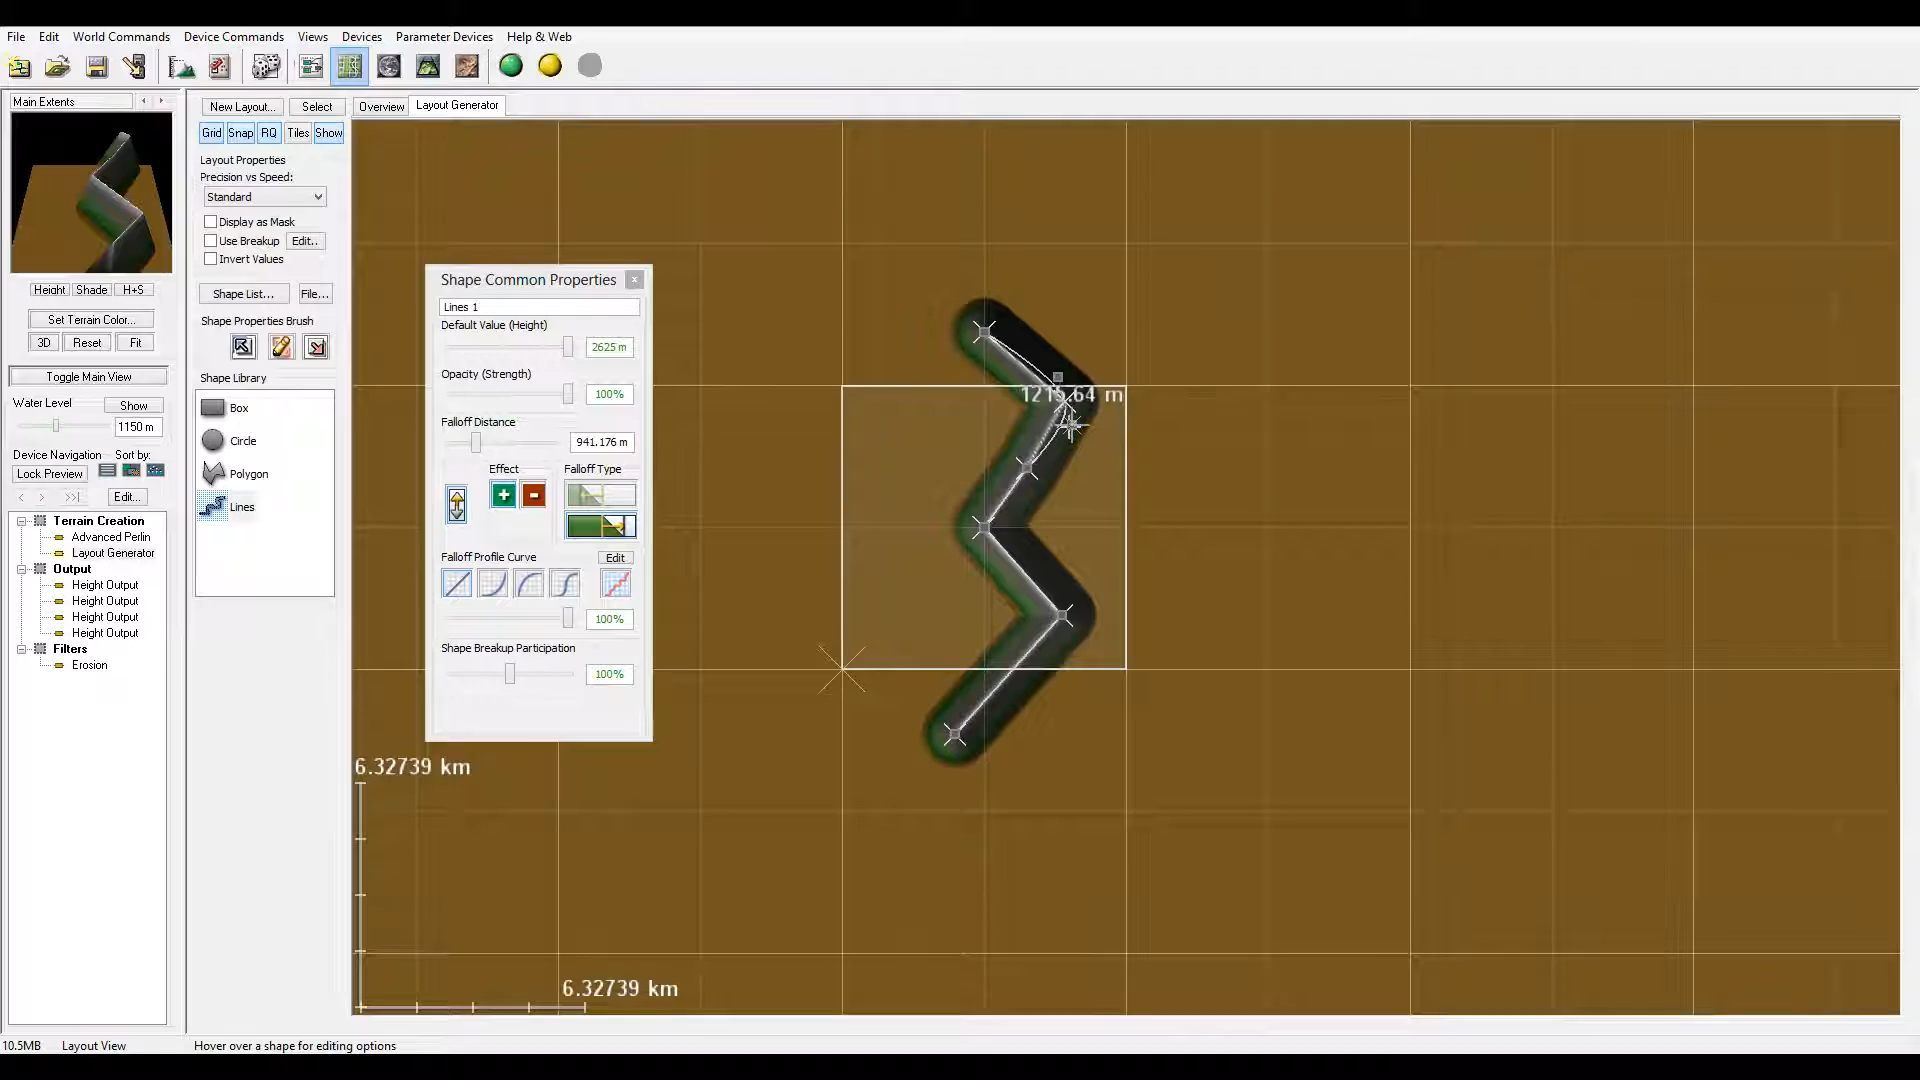 File Edit World Commands Device Commands Views Devices Parameter Devices Help & Web
Main Extents
Height Shade H+S
Set Terrain Color...
3D Reset Fit
Toggle Main View
Water Level Show
1150 m
Device Navigation Sort by:
Lock Preview
Edit...
Terrain Creation
Advanced Perlin
Layout Generator
Output
Height Output
Height Output
Height Output
Height Output
Filters
Erosion
New Layout... Select
Grid Snap RQ Tiles Show
Layout Properties
Precision vs Speed:
Standard
Display as Mask
Use Breakup Edit..
Invert Values
Shape List... File...
Shape Properties Brush
Shape Library
Box
Circle
Polygon
Lines
Overview Layout Generator
Shape Common Properties x
Lines 1
Default Value (Height)
2625 m
Opacity (Strength)
100%
Falloff Distance
941.176 m
Effect Falloff Type
Falloff Profile Curve Edit
100%
Shape Breakup Participation
100%
1215.64 m
6.32739 km
6.32739 km
10.5MB Layout View Hover over a shape for editing options